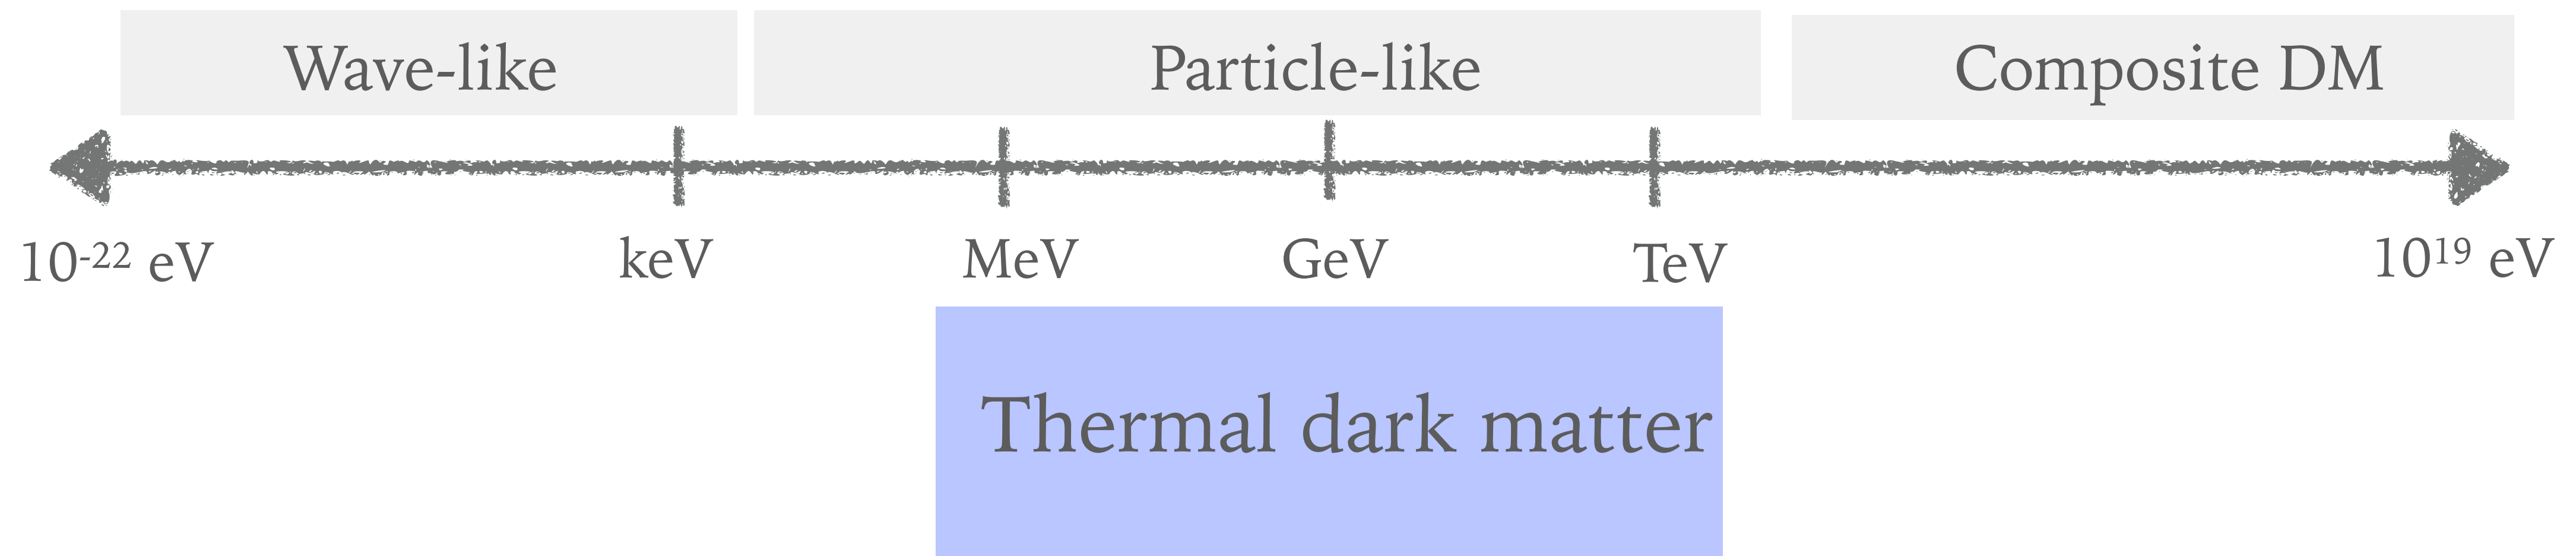 Wave-like Particle-like Composite DM
10⁻²² eV keV MeV GeV TeV 10¹⁹ eV
Thermal dark matter